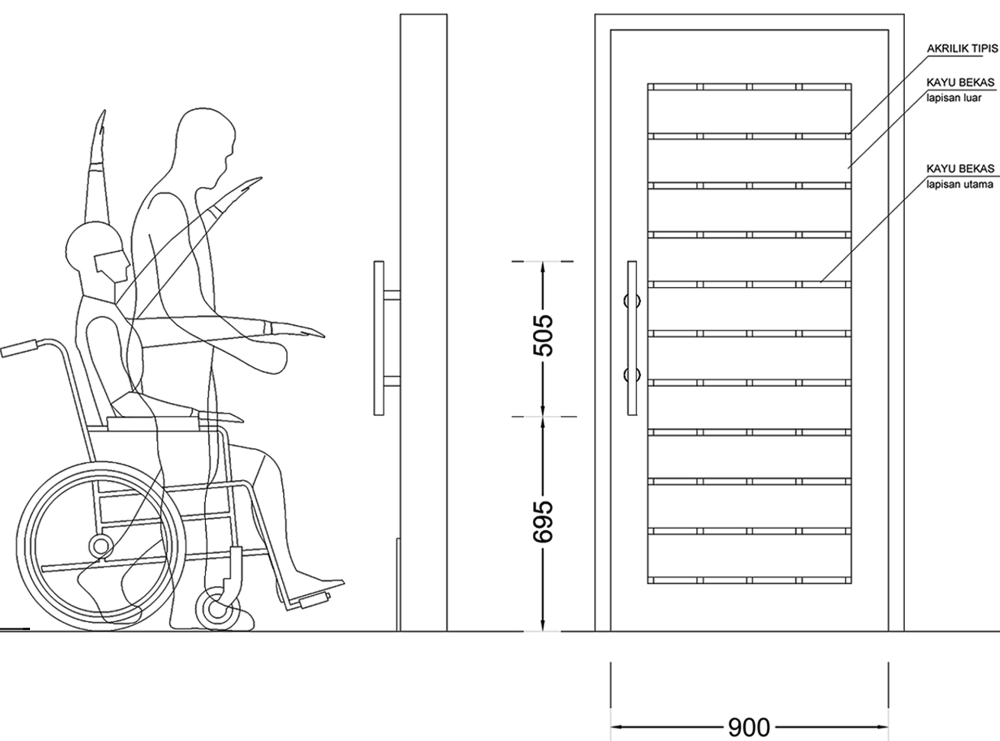 AKRILIK TIPIS
KAYU BEKAS
lapisan luar
KAYU BEKAS
lapisan utama
505
695
900